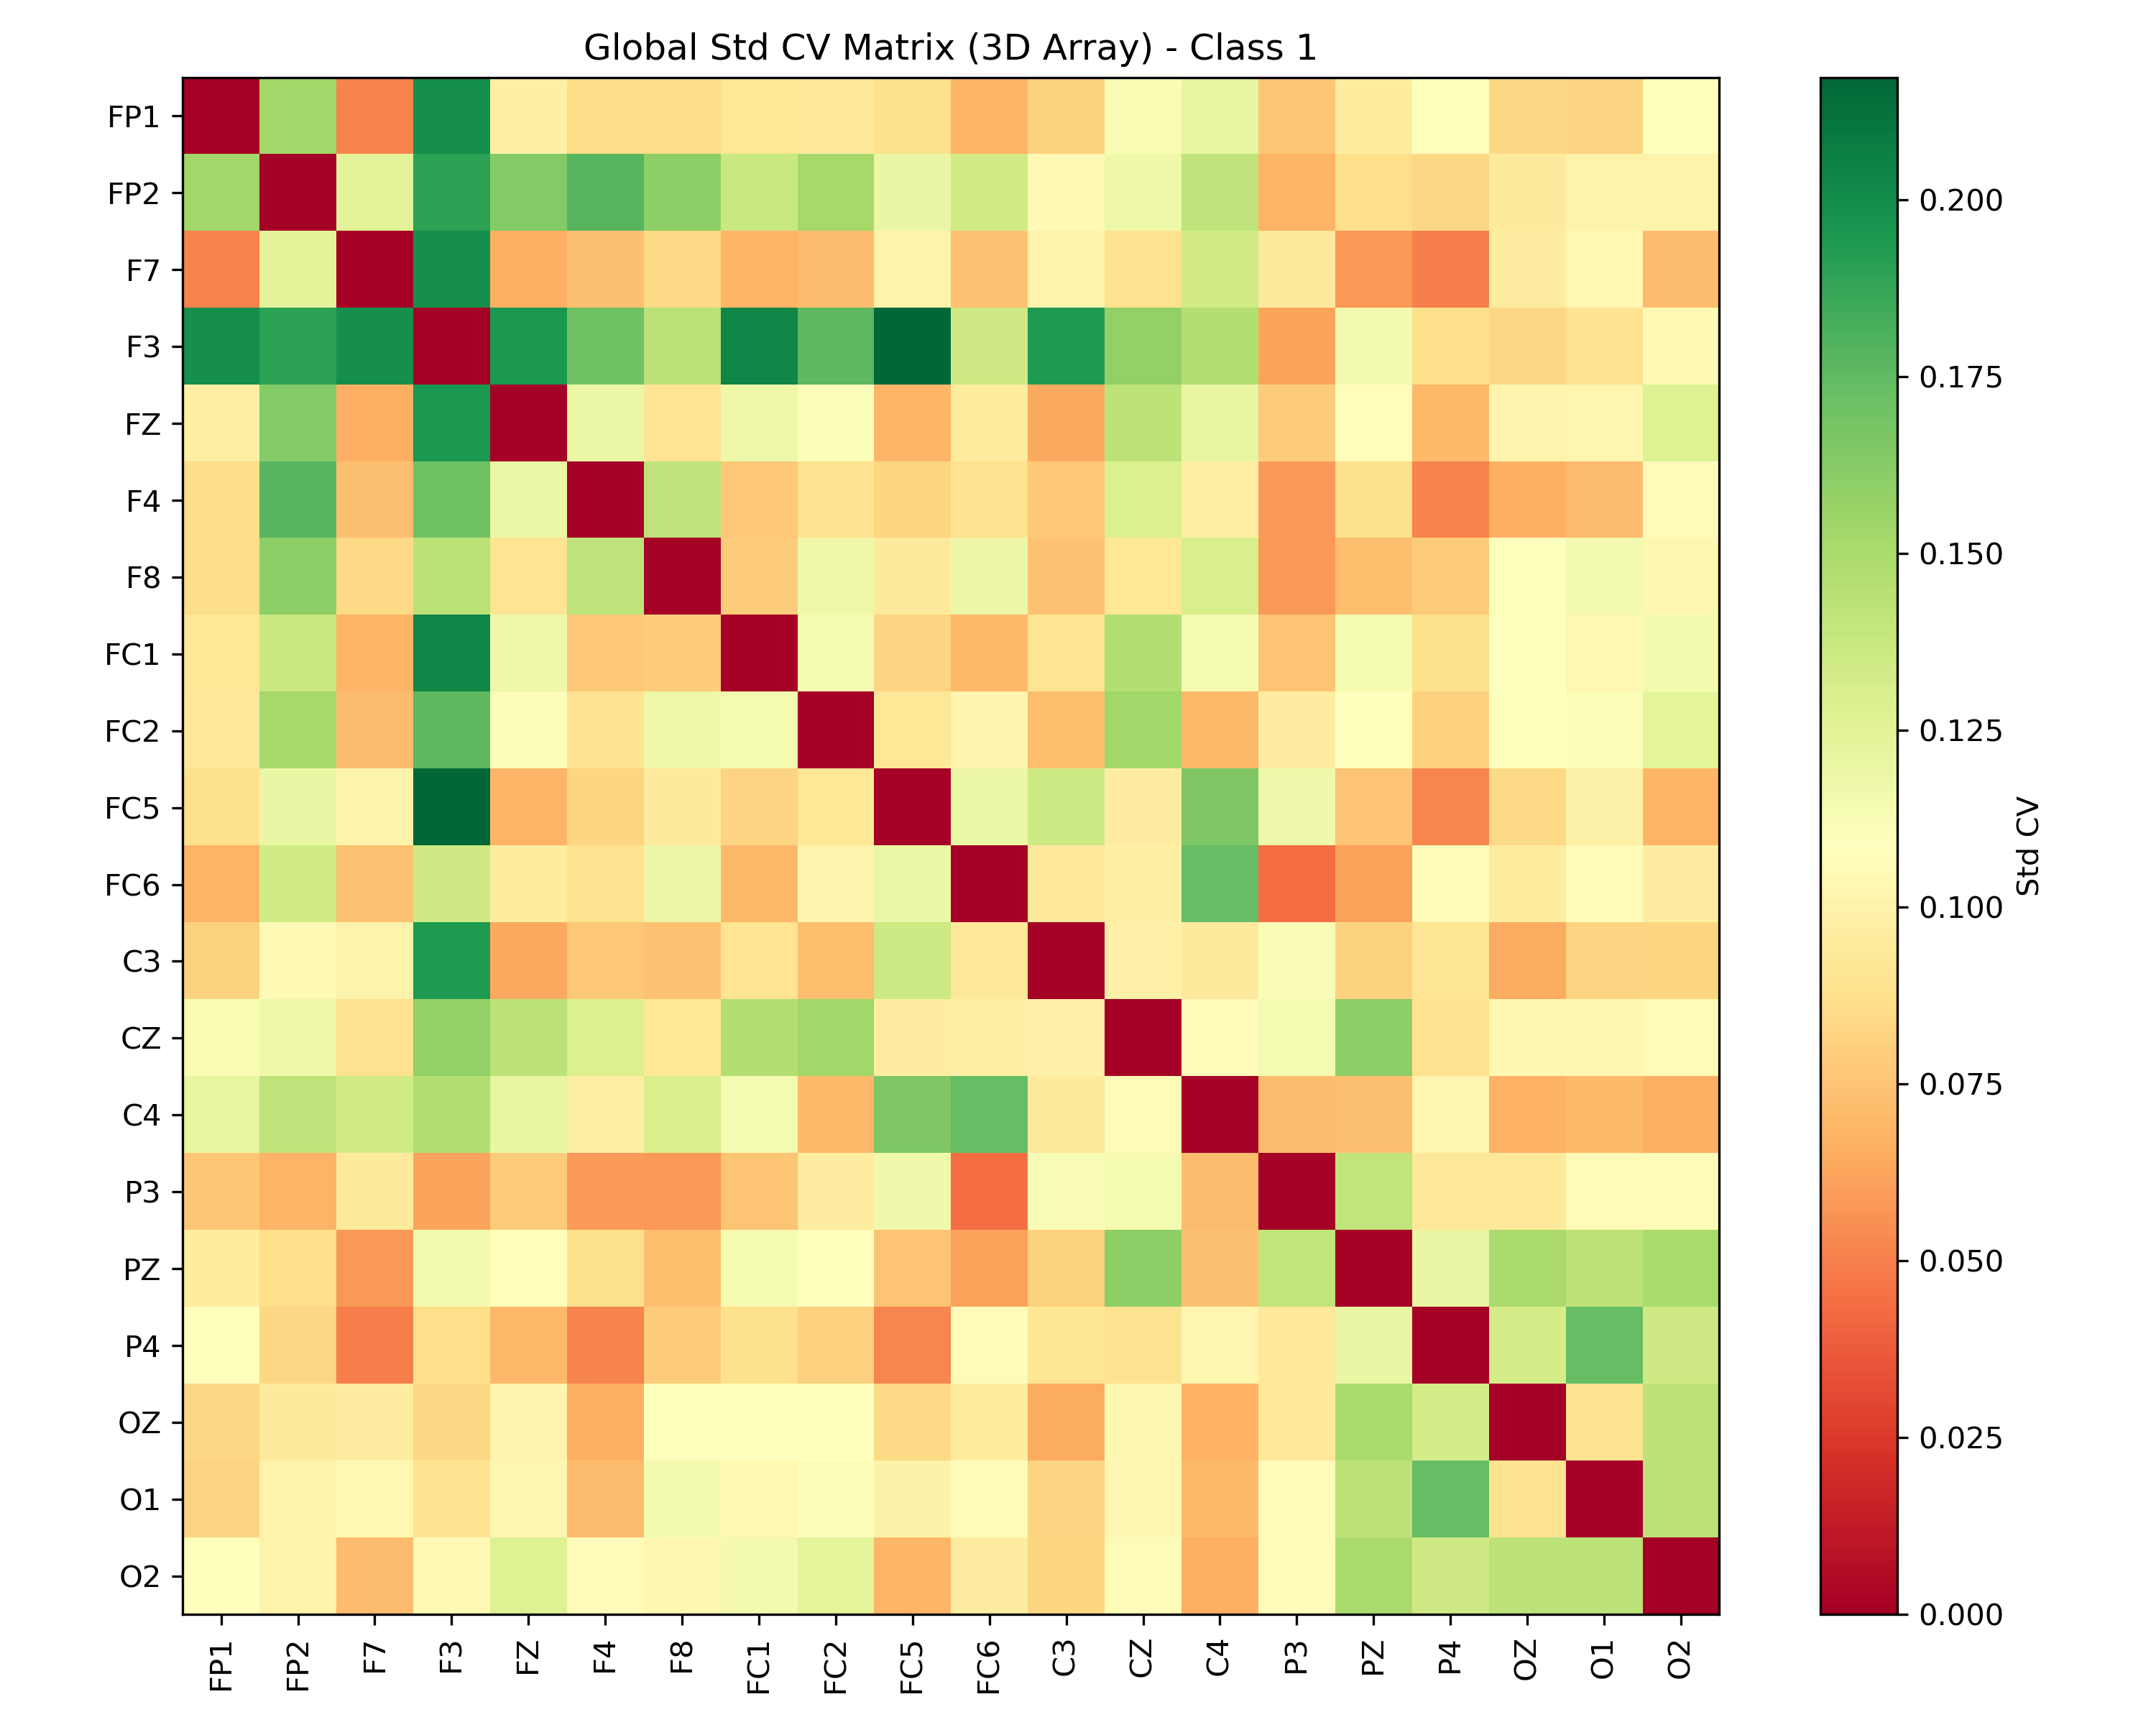 Global Std CV Matrix (3D Array) - Class 1
FP1
FP2
F7
F3
FZ
F4
F8
FC1
FC2
FC5
FC6
C3
CZ
C4
P3
PZ
P4
OZ
O1
O2
FP1
FP2
F7
F3
FZ
F4
F8
FC1
FC2
FC5
FC6
C3
CZ
C4
P3
PZ
P4
OZ
O1
O2
0.200
0.175
0.150
0.125
0.100
0.075
0.050
0.025
0.000
Std CV